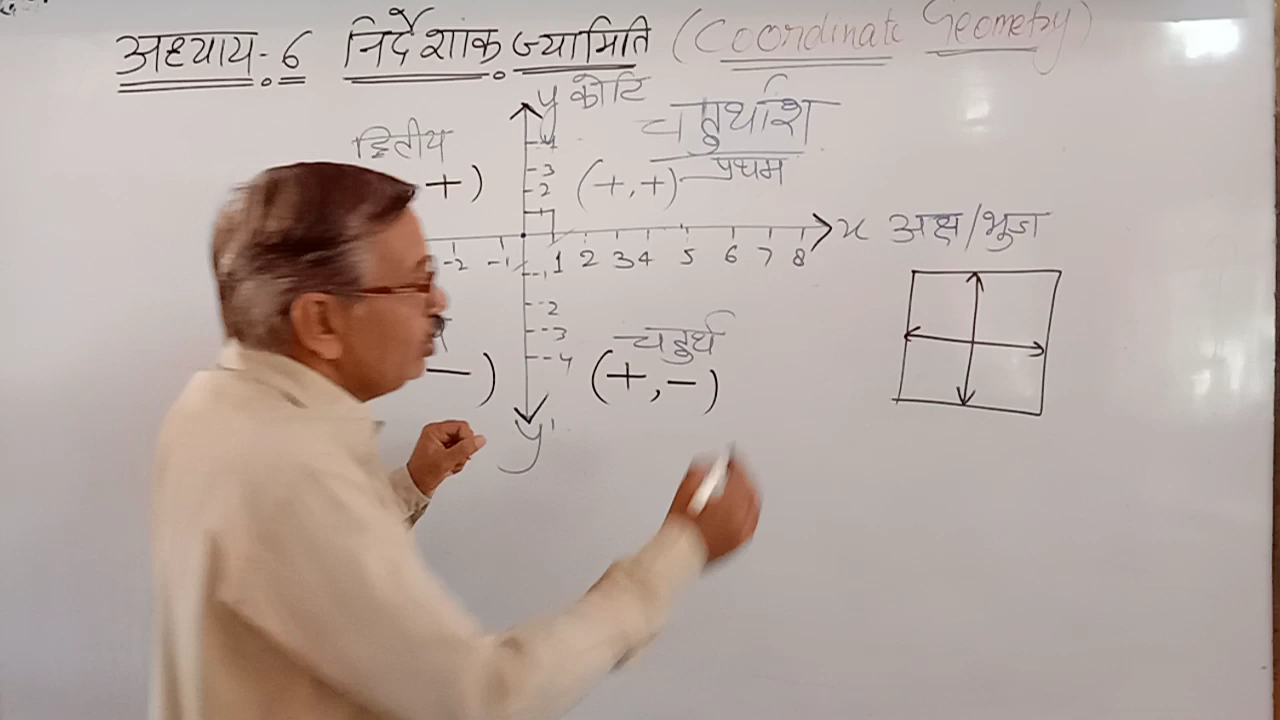 अध्याय-6 निर्देशांक ज्यामिति (Coordinate Geometry)
y कोटि
चतुर्थांश
द्वितीय
प्रथम
+)
(+,+)
4
3
2
1
x अक्ष/भुज
-2 -1 1 2 3 4 5 6 7 8
-1
-2
-3
-4
चतुर्थ
-)
(+,-)
y'